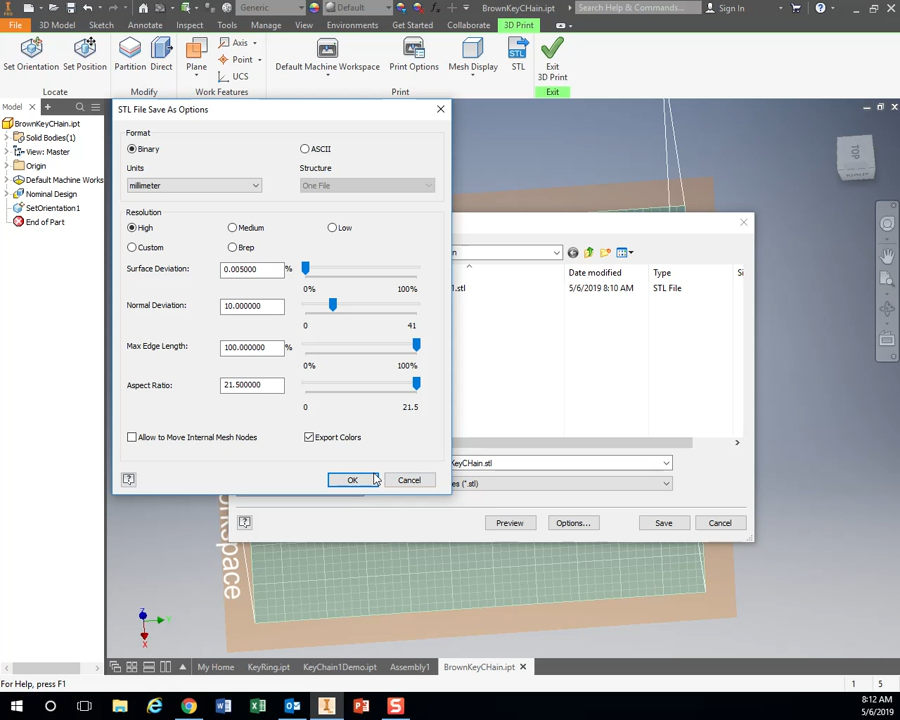 Generic
Default
BrownKeyCHain.ipt
Search Help & Commands...
File
3D Model
Sketch
Annotate
Inspect
Tools
Manage
View
Environments
Get Started
Collaborate
3D Print
Set Orientation
Set Position
Partition
Direct
Plane
Axis
Point
UCS
Default Machine Workspace
Print Options
Mesh Display
STL
STL
Exit
3D Print
Locate
Work Features
Print
Exit
Model
BrownKeyCHain.ipt
Solid Bodies(1)
View: Master
Origin
Default Machine Works
Nominal Design
SetOrientation1
End of Part
STL File Save As Options
Format
Binary
ASCII
Units
Structure
millimeter
One File
Resolution
High
Medium
Low
Custom
Brep
Surface Deviation:
0.005000
%
0%
100%
Normal Deviation:
10.000000
0
41
Max Edge Length:
100.000000
%
0%
100%
Aspect Ratio:
21.500000
0
21.5
Allow to Move Internal Mesh Nodes
Export Colors
OK
Cancel
n
Date modified
Type
Si
1.stl
5/6/2019 8:10 AM
STL File
KeyCHain.stl
es (*.stl)
Preview
Options...
Save
Cancel
TOP
kspace
Z
Y
X
My Home
KeyRing.ipt
KeyChain1Demo.ipt
Assembly1
BrownKeyCHain.ipt
For Help, press F1
1
5
8:12 AM
5/6/2019